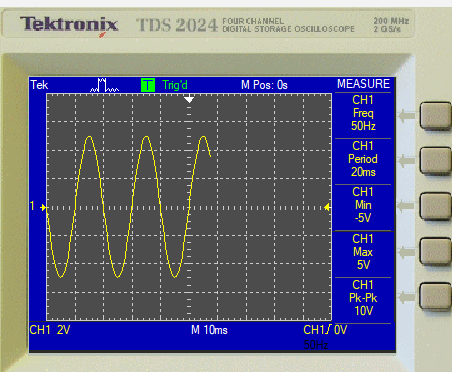 Tektronix TDS 2024 FOUR CHANNEL DIGITAL STORAGE OSCILLOSCOPE 200 MHz 2 GS/s
Tek T Trig'd M Pos: 0s MEASURE
CH1
Freq
50Hz
CH1
Period
20ms
CH1
Min
-5V
CH1
Max
5V
CH1
Pk-Pk
10V
1
CH1 2V M 10ms CH1 0V
50Hz